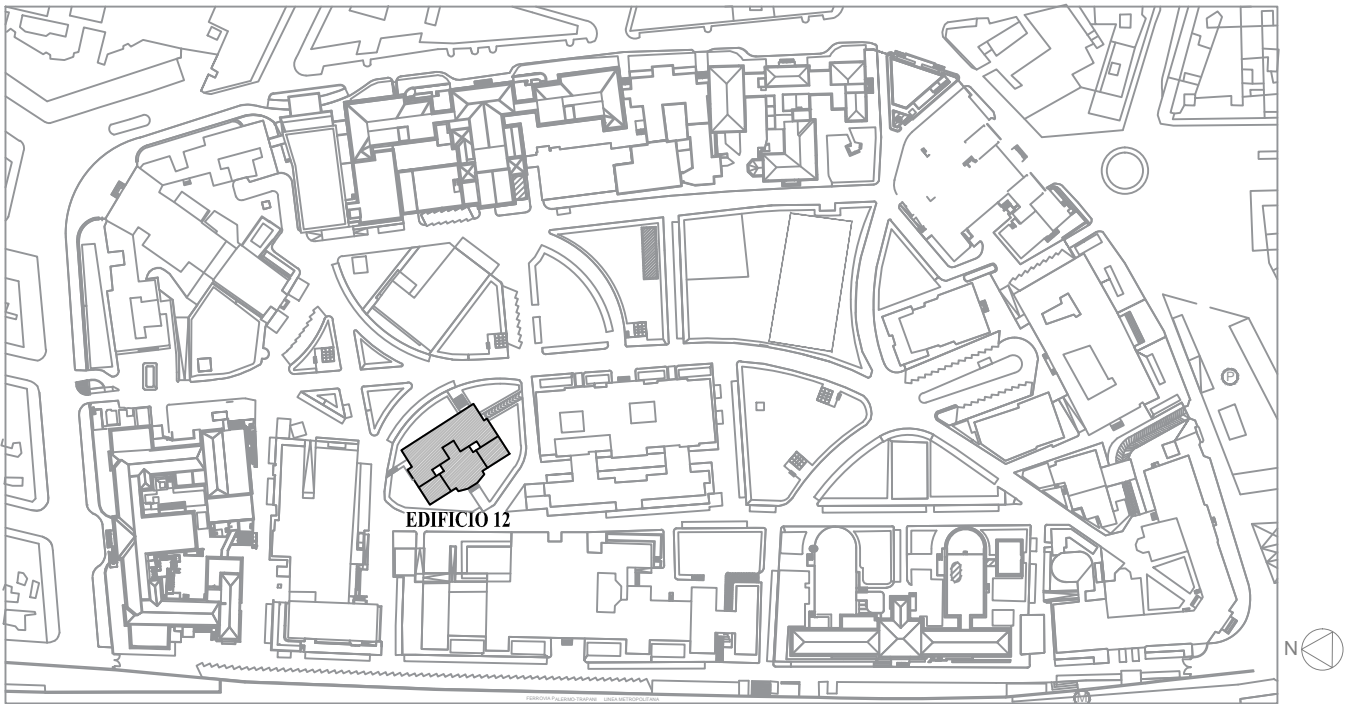 P
EDIFICIO 12
N
FERROVIA PALERMO TRAPANI LINEA METROPOLITANA
M